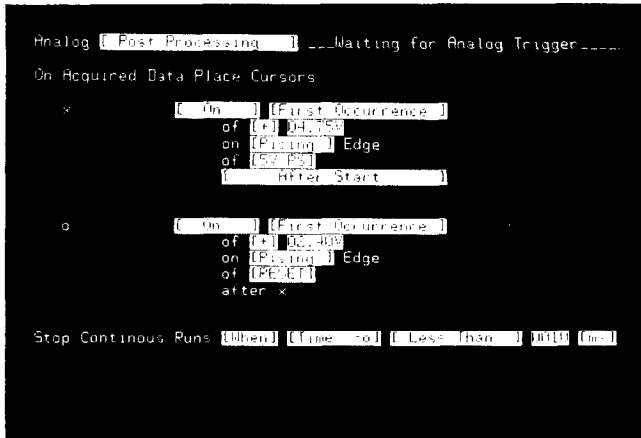 Analog [ Post Processing ] ___Waiting for Analog Trigger____
On Acquired Data Place Cursors
x [ On ] [First Occurrence ]
of [+] 04.75V
on [Rising ] Edge
of [5V PS]
[ After Start ]
o [ On ] [First Occurrence ]
of [+] 02.40V
on [Rising ] Edge
of [RESET]
after x
Stop Continous Runs [When] [Time] [ Less Than ]